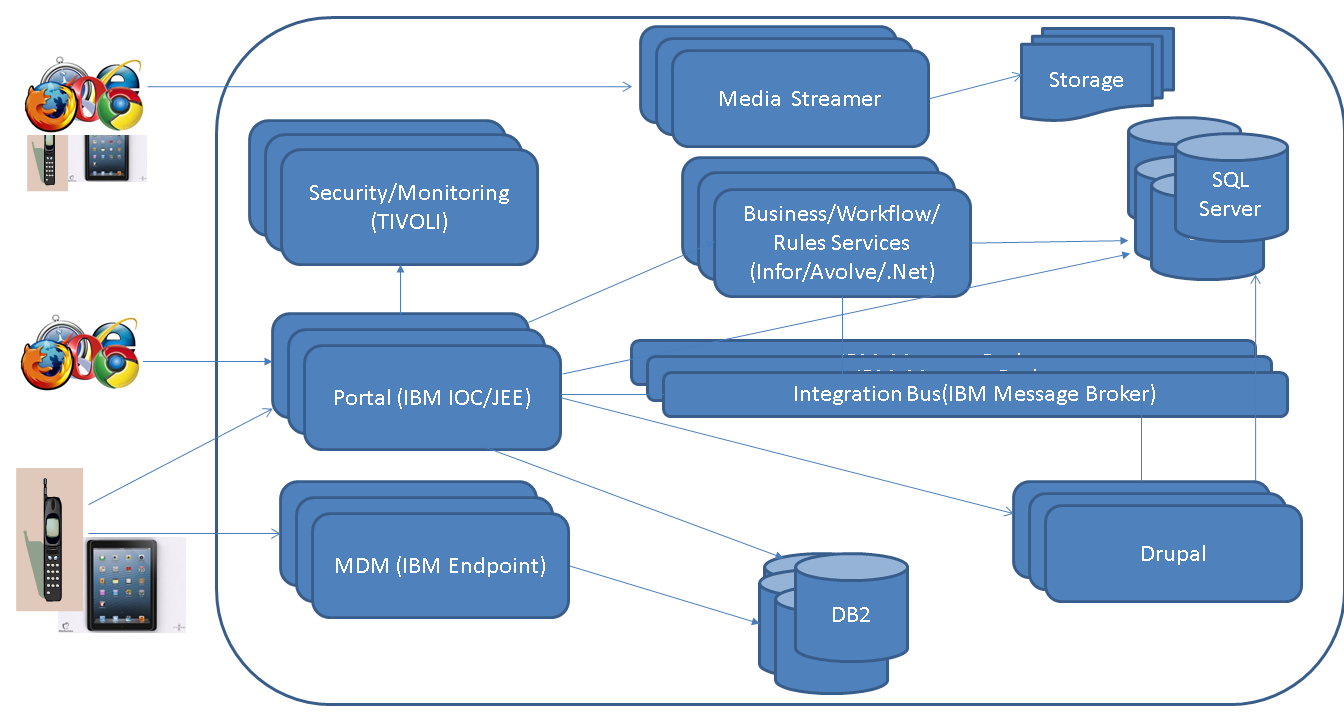 Media Streamer
Storage
Security/Monitoring
(TIVOLI)
SQL
Server
Business/Workflow/
Rules Services
(Infor/Avolve/.Net)
Portal (IBM IOC/JEE)
Integration Bus(IBM Message Broker)
MDM (IBM Endpoint)
Drupal
DB2